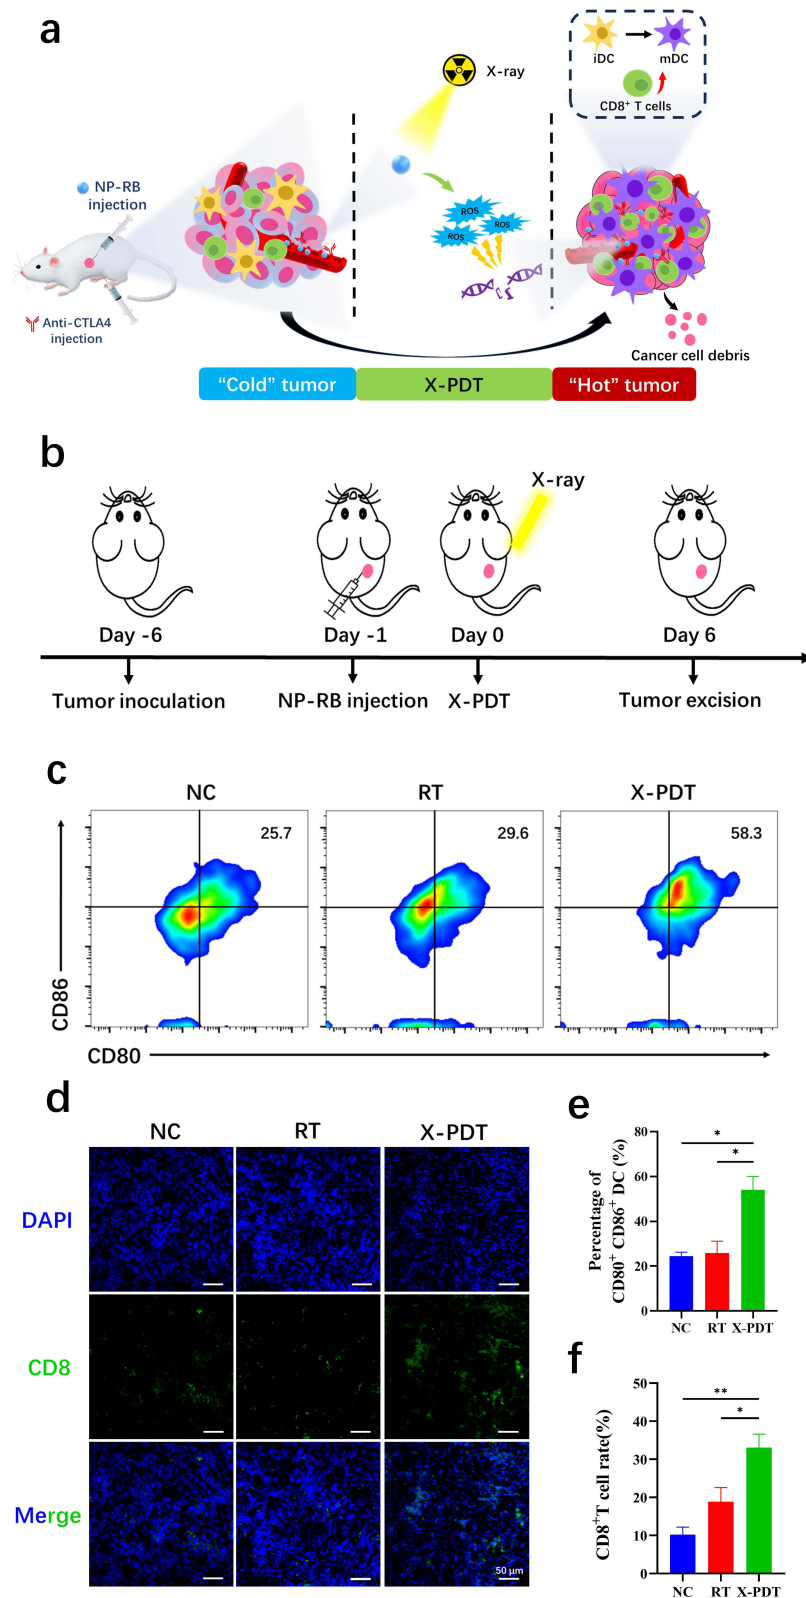 a
iDC
mDC
CD8+ T cells
X-ray
NP-RB
injection
ROS
ROS
ROS
Anti-CTLA4
injection
Cancer cell debris
“Cold” tumor
X-PDT
“Hot” tumor
b
X-ray
Day -6
Day -1
Day 0
Day 6
Tumor inoculation
NP-RB injection
X-PDT
Tumor excision
c
NC
RT
X-PDT
25.7
29.6
58.3
CD86
CD80
d
NC
RT
X-PDT
DAPI
CD8
Merge
50 μm
e
Percentage of
CD80+ CD86+ DC (%)
80
60
40
20
0
*
*
NC
RT
X-PDT
f
CD8+T cell rate(%)
50
40
30
20
10
0
**
*
NC
RT
X-PDT